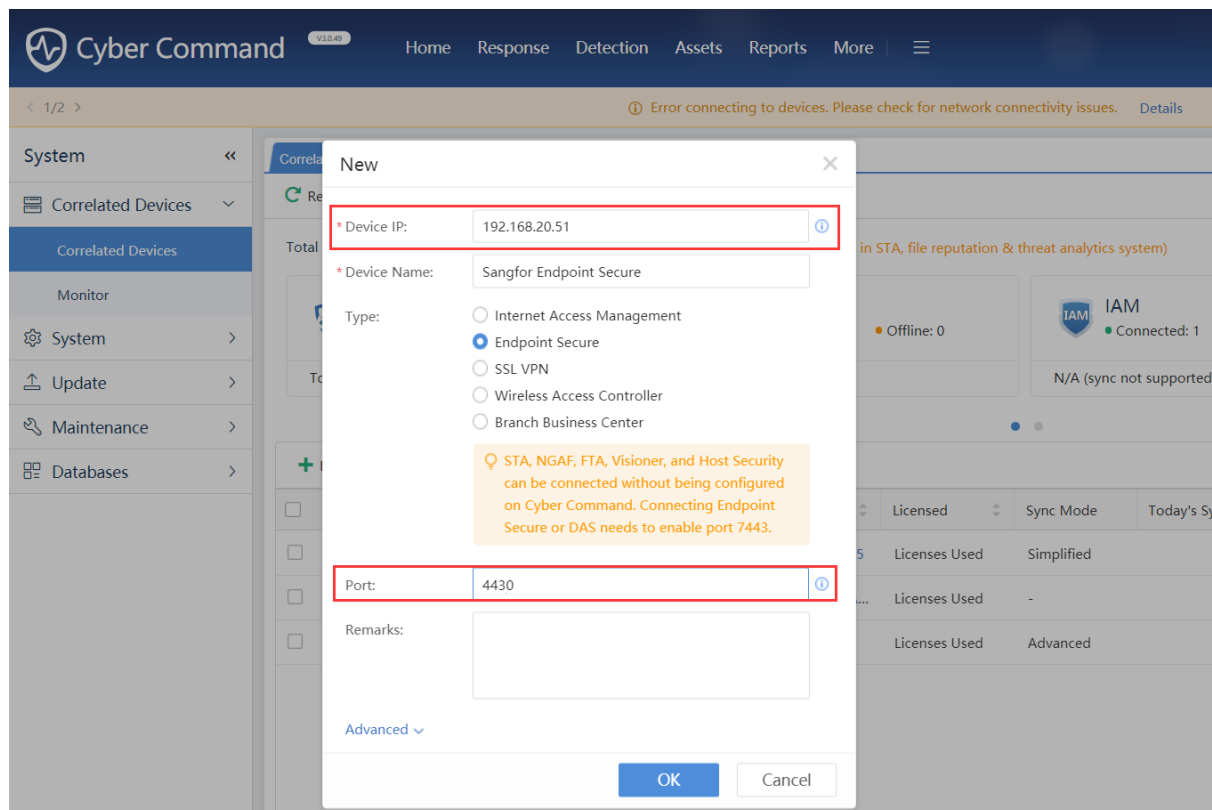 Cyber Command V3.0.49 Home Response Detection Assets Reports More
< 1/2 > Error connecting to devices. Please check for network connectivity issues. Details
System «
Correlated Devices
Correlated Devices
Monitor
System
Update
Maintenance
Databases
New
* Device IP: 192.168.20.51
* Device Name: Sangfor Endpoint Secure
Type:
Internet Access Management
Endpoint Secure
SSL VPN
Wireless Access Controller
Branch Business Center
STA, NGAF, FTA, Visioner, and Host Security
can be connected without being configured
on Cyber Command. Connecting Endpoint
Secure or DAS needs to enable port 7443.
Port: 4430
Remarks:
Advanced
OK Cancel
Total
in STA, file reputation & threat analytics system)
Offline: 0
IAM
IAM
Connected: 1
N/A (sync not supported
Licensed Sync Mode Today's Sy
5 Licenses Used Simplified
... Licenses Used -
Licenses Used Advanced